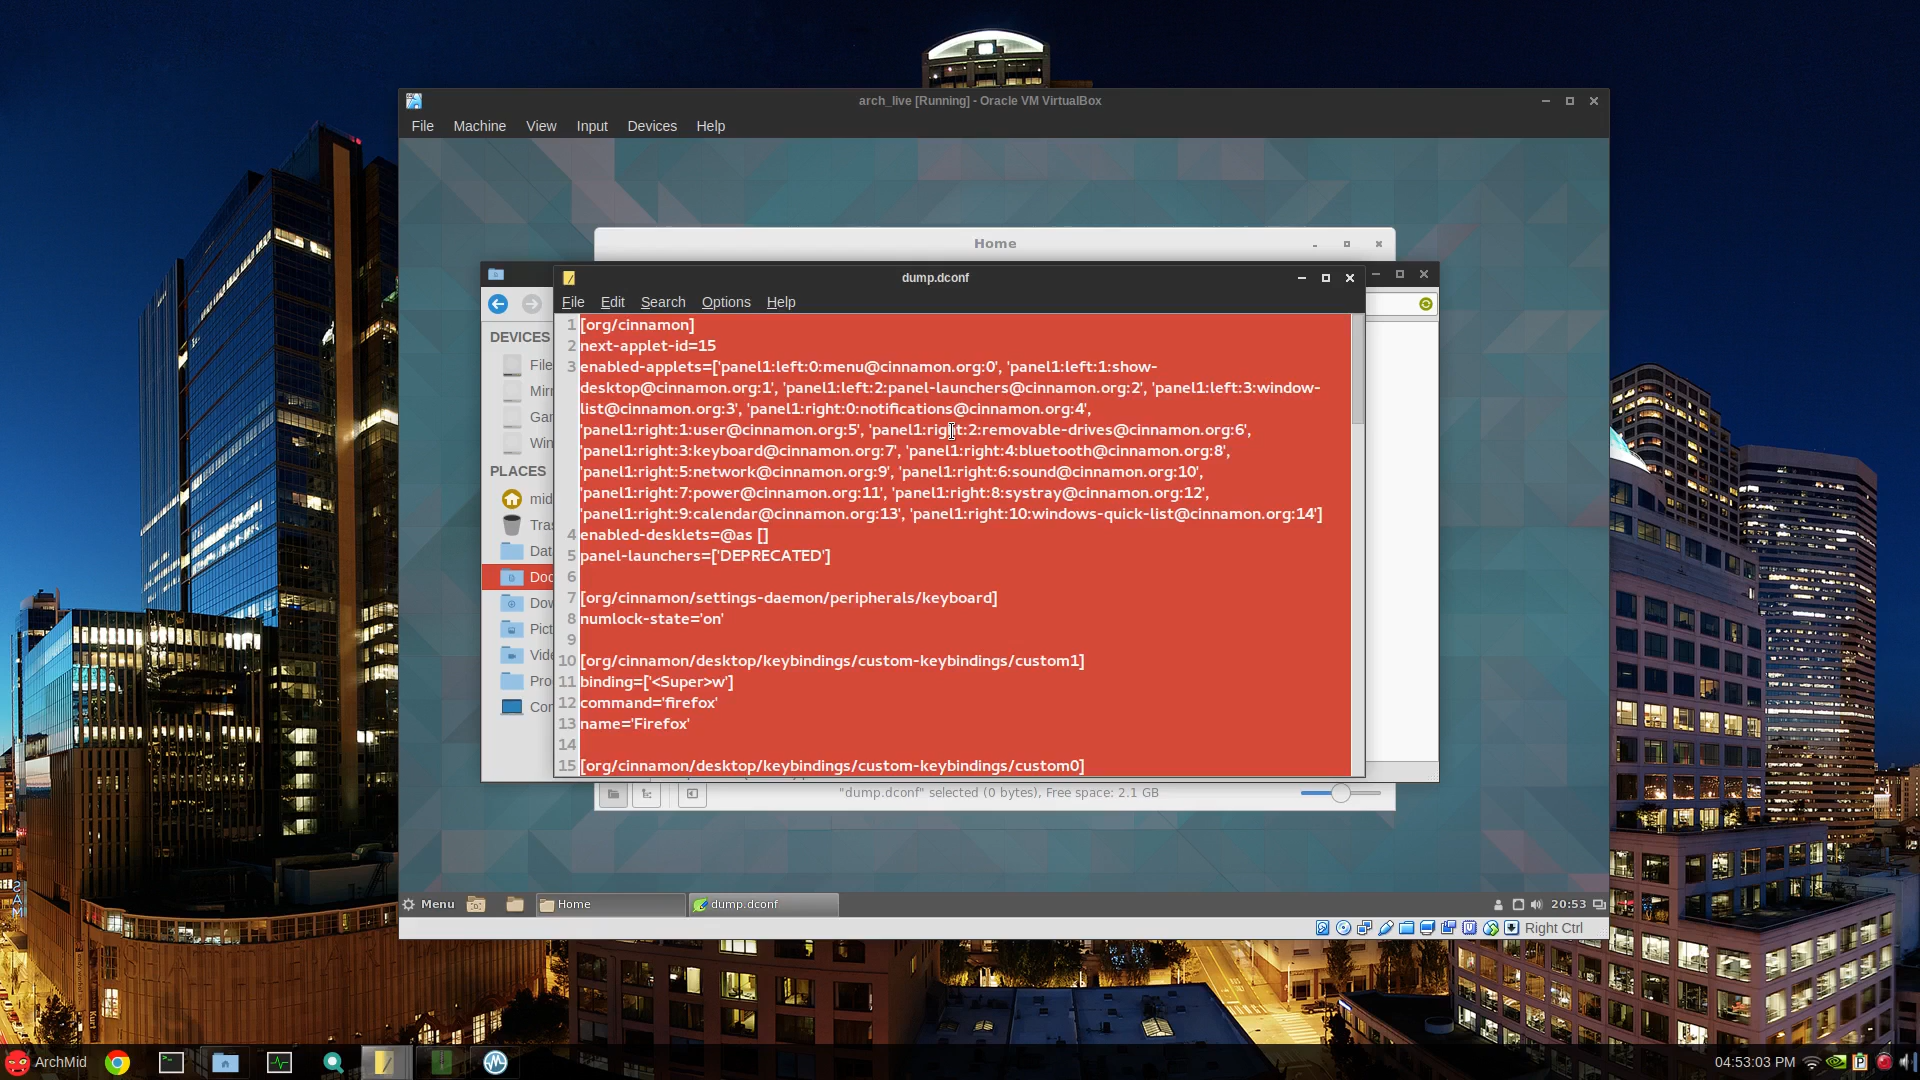 arch_live [Running] - Oracle VM VirtualBox
File Machine View Input Devices Help
Home
dump.dconf
File Edit Search Options Help
DEVICES
File
Mirr
Gar
Win
PLACES
mid
Tras
Data
Doc
Dow
Pict
Vide
Pro
Con
1 [org/cinnamon]
2 next-applet-id=15
3 enabled-applets=['panel1:left:0:menu@cinnamon.org:0', 'panel1:left:1:show-
desktop@cinnamon.org:1', 'panel1:left:2:panel-launchers@cinnamon.org:2', 'panel1:left:3:window-
list@cinnamon.org:3', 'panel1:right:0:notifications@cinnamon.org:4',
'panel1:right:1:user@cinnamon.org:5', 'panel1:right:2:removable-drives@cinnamon.org:6',
'panel1:right:3:keyboard@cinnamon.org:7', 'panel1:right:4:bluetooth@cinnamon.org:8',
'panel1:right:5:network@cinnamon.org:9', 'panel1:right:6:sound@cinnamon.org:10',
'panel1:right:7:power@cinnamon.org:11', 'panel1:right:8:systray@cinnamon.org:12',
'panel1:right:9:calendar@cinnamon.org:13', 'panel1:right:10:windows-quick-list@cinnamon.org:14']
4 enabled-desklets=@as []
5 panel-launchers=['DEPRECATED']
6
7 [org/cinnamon/settings-daemon/peripherals/keyboard]
8 numlock-state='on'
9
10 [org/cinnamon/desktop/keybindings/custom-keybindings/custom1]
11 binding=['<Super>w']
12 command='firefox'
13 name='Firefox'
14
15 [org/cinnamon/desktop/keybindings/custom-keybindings/custom0]
"dump.dconf" selected (0 bytes), Free space: 2.1 GB
Menu Home dump.dconf 20:53
Right Ctrl
ArchMid 04:53:03 PM